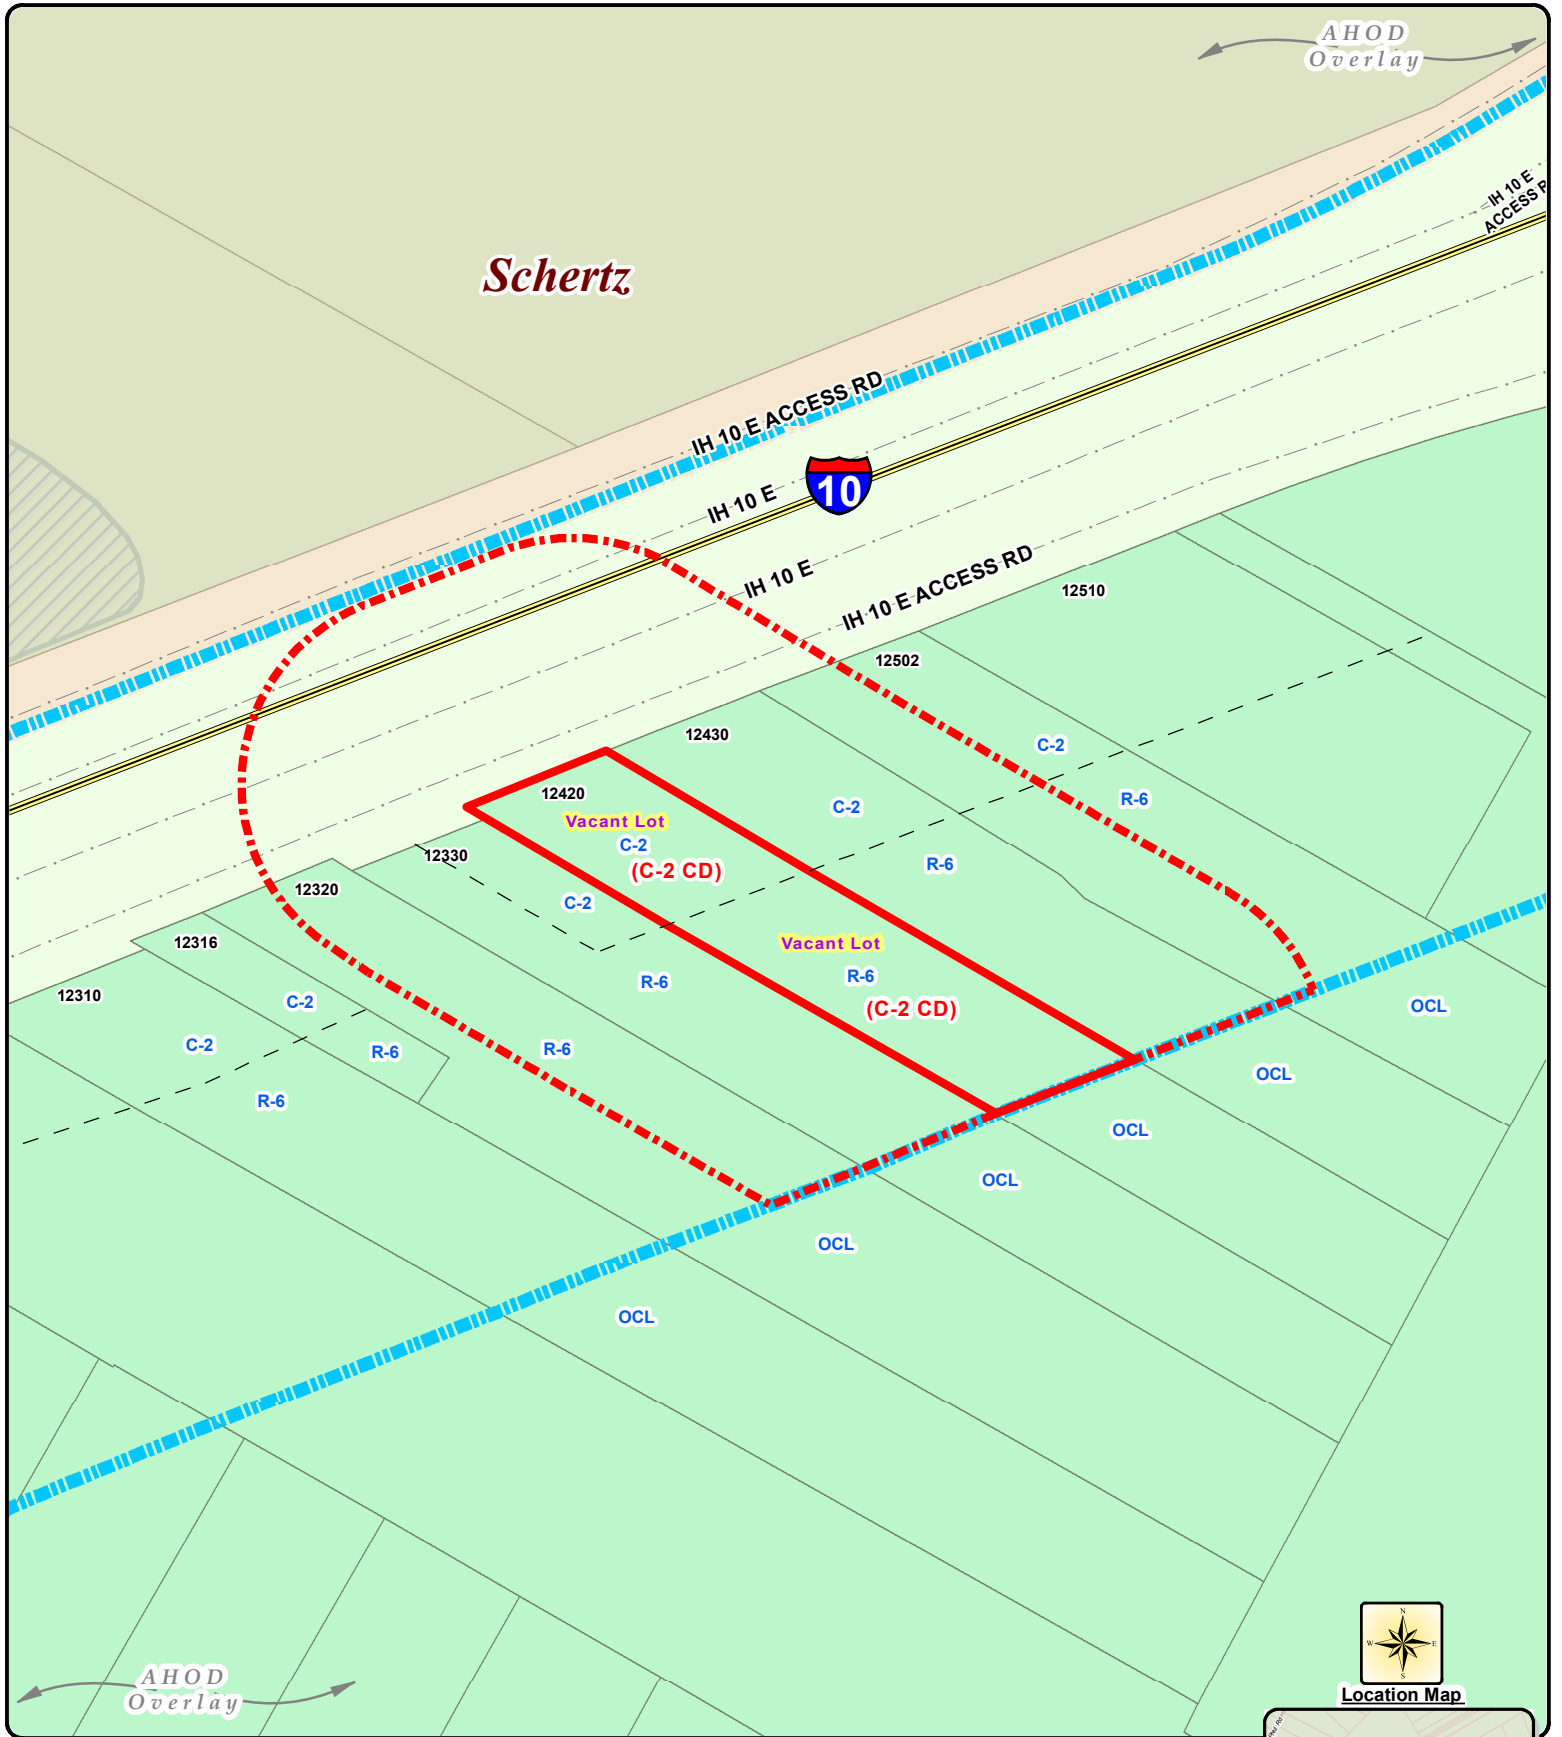 AHOD
Overlay
IH 10 E
ACCESS R
Schertz
IH 10 E ACCESS RD
10
IH 10 E
IH 10 E
IH 10 E ACCESS RD
12510
12502
12430
C-2
12420
R-6
C-2
Vacant Lot
C-2
12330
R-6
(C-2 CD)
12320
C-2
12316
Vacant Lot
R-6
R-6
12310
C-2
(C-2 CD)
OCL
C-2
R-6
R-6
OCL
R-6
OCL
OCL
OCL
OCL
N
W
E
S
AHOD
Overlay
Location Map